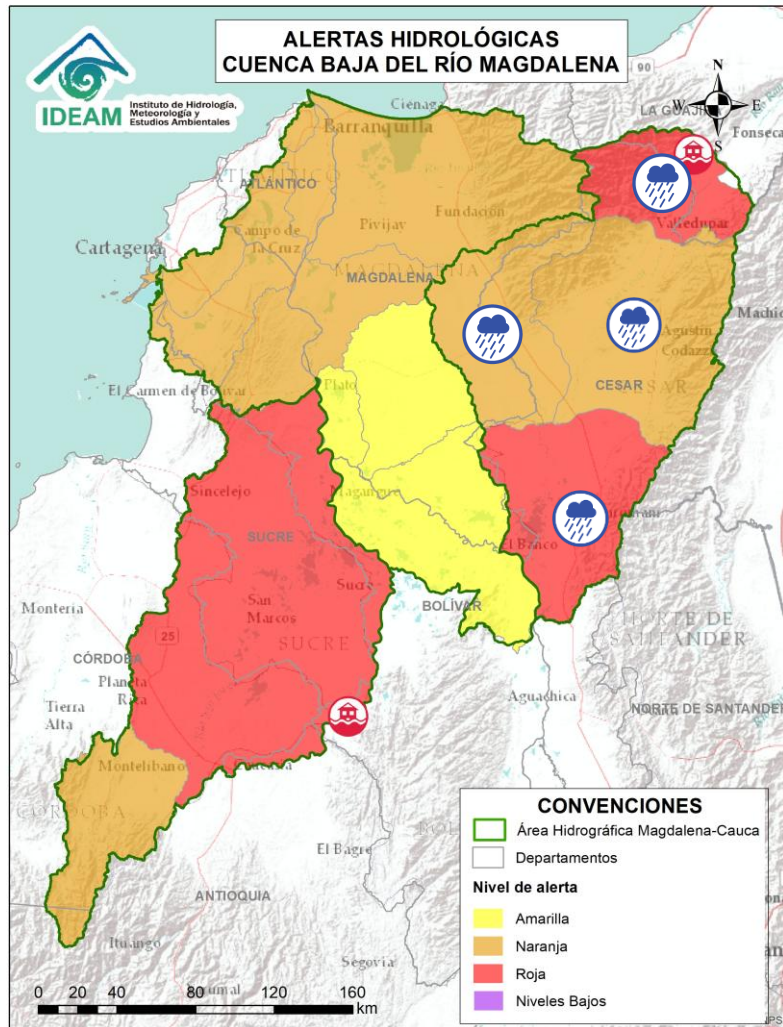 ALERTAS HIDROLÓGICAS
CUENCA BAJA DEL RÍO MAGDALENA
IDEAM
Instituto de Hidrología,
Meteorología y
Estudios Ambientales
90
N
W E
S
Ciénaga
LA GUAJI
Barranquilla
Fonseca
ATLÁNTICO
Valledupar
Campo de
la Cruz
Pivijay
Fundación
Cartagena
MAGDALENA
Agustín
Codazzi
El Carmen de Bolívar
Plato
CESAR
Sincelejo
Magangué
SUCRE
El Banco
Sucre
San
Marcos
BOLÍVAR
Montería
SUCRE
NORTE DE
SANTANDER
25
CÓRDOBA
Planeta
Rica
Tierra
Alta
Aguachica
NORTE DE SANTANDER
Montelíbano
El Bagre
ANTIOQUIA
Ituango
Segovia
0 20 40 80 120 160
km
CONVENCIONES
Área Hidrográfica Magdalena-Cauca
Departamentos
Nivel de alerta
Amarilla
Naranja
Roja
Niveles Bajos